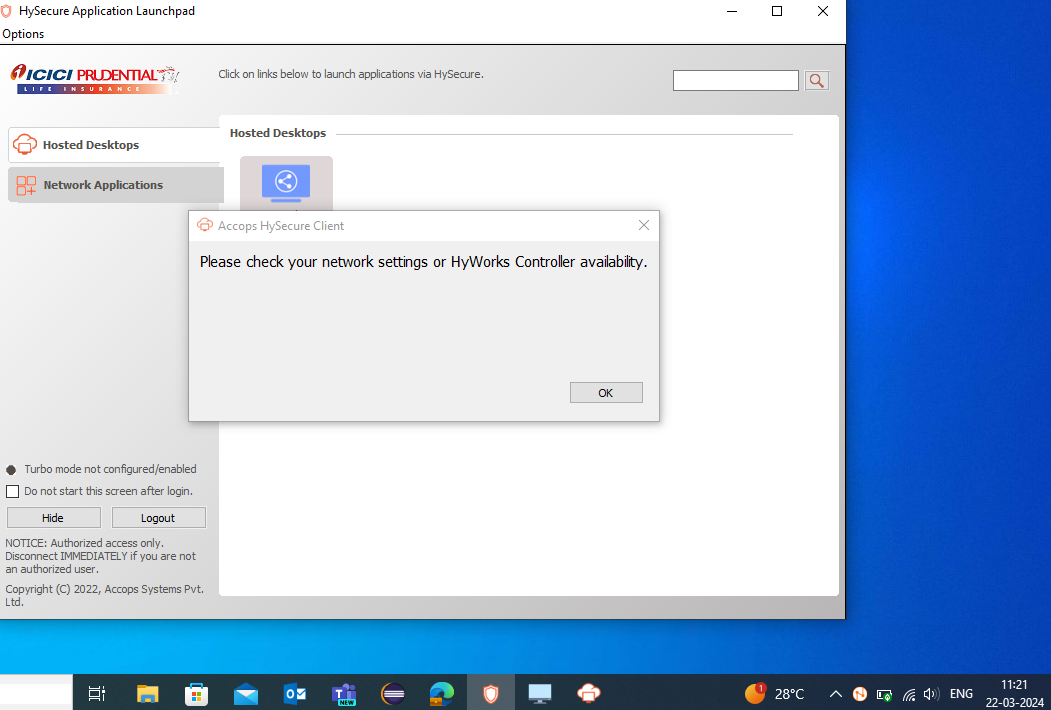 HySecure Application Launchpad
Options
ICICI PRUDENTIAL
LIFE INSURANCE
Click on links below to launch applications via HySecure.
Hosted Desktops
Network Applications
Hosted Desktops
Accops HySecure Client
Please check your network settings or HyWorks Controller availability.
OK
Turbo mode not configured/enabled
Do not start this screen after login.
Hide
Logout
NOTICE: Authorized access only.
Disconnect IMMEDIATELY if you are not
an authorized user.
Copyright (C) 2022, Accops Systems Pvt.
Ltd.
NEW
1
28°C
ENG
11:21
22-03-2024